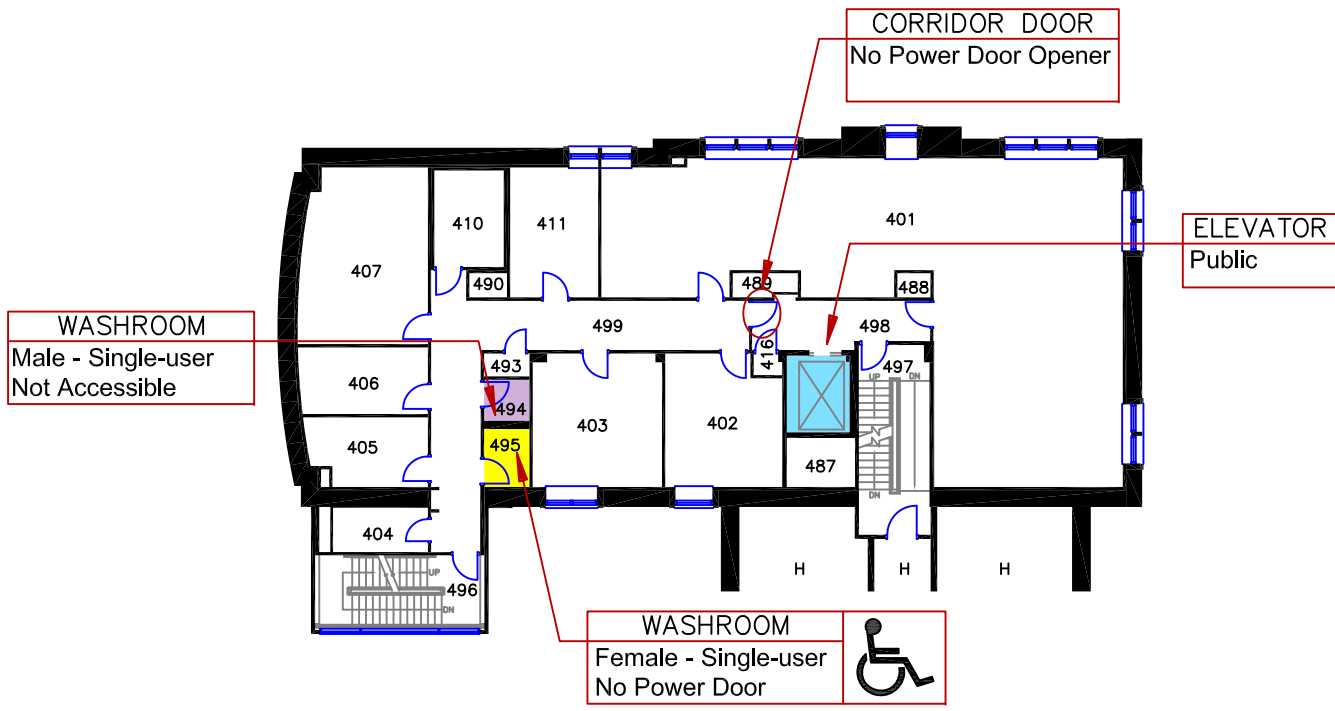 CORRIDOR DOOR
No Power Door Opener
401
410
411
ELEVATOR
Public
407
490
489
488
WASHROOM
Male - Single-user
Not Accessible
499
498
416
493
497
UP
DN
406
494
403
402
405
495
487
DN
404
UP
496
DN
H
H
H
WASHROOM
Female - Single-user
No Power Door